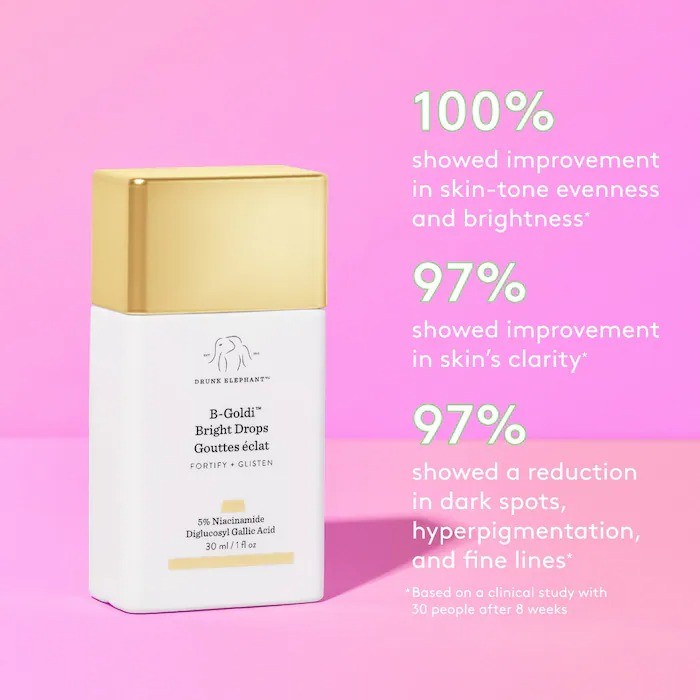 DRUNK ELEPHANT™
B-Goldi™
Bright Drops
Gouttes éclat
FORTIFY + GLISTEN
5% Niacinamide
Diglucosyl Gallic Acid
30 ml / 1 fl oz
100%
showed improvement
in skin-tone evenness
and brightness*
97%
showed improvement
in skin's clarity*
97%
showed a reduction
in dark spots,
hyperpigmentation,
and fine lines*
*Based on a clinical study with
30 people after 8 weeks